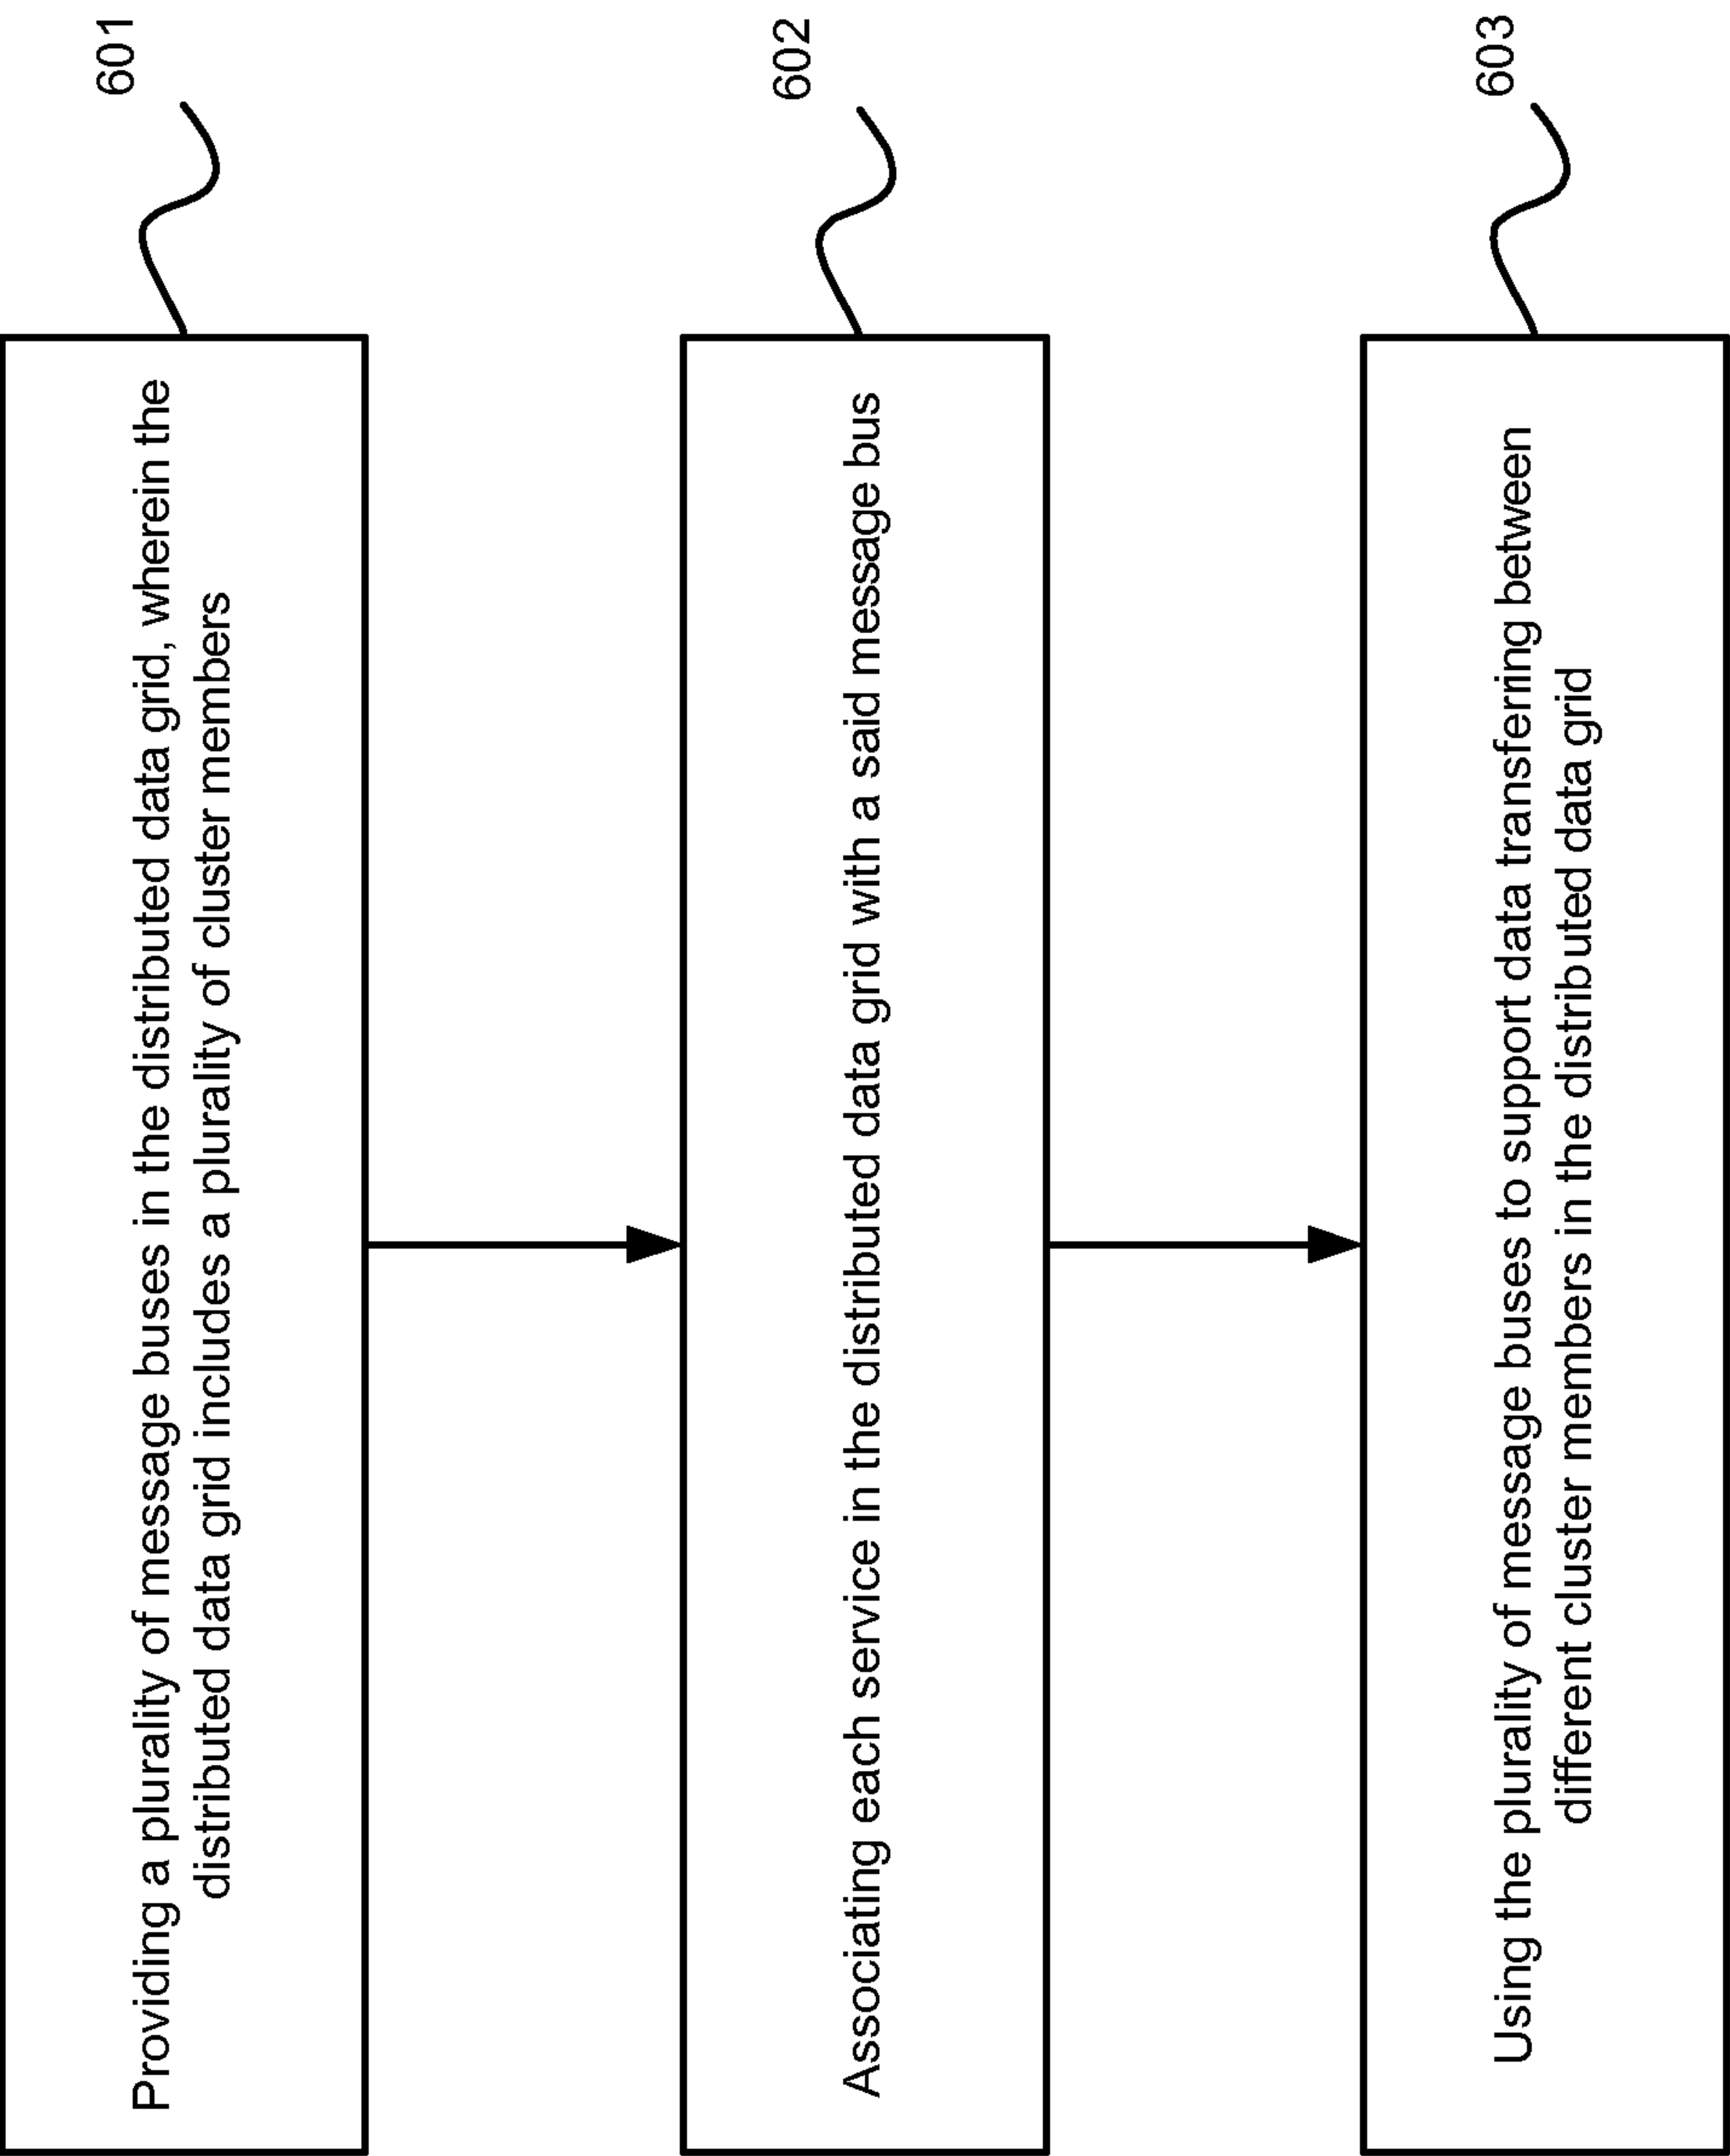 Providing a plurality of message buses in the distributed data grid, wherein the
distributed data grid includes a plurality of cluster members
601
Associating each service in the distributed data grid with a said message bus
602
Using the plurality of message buses to support data transferring between
different cluster members in the distributed data grid
603